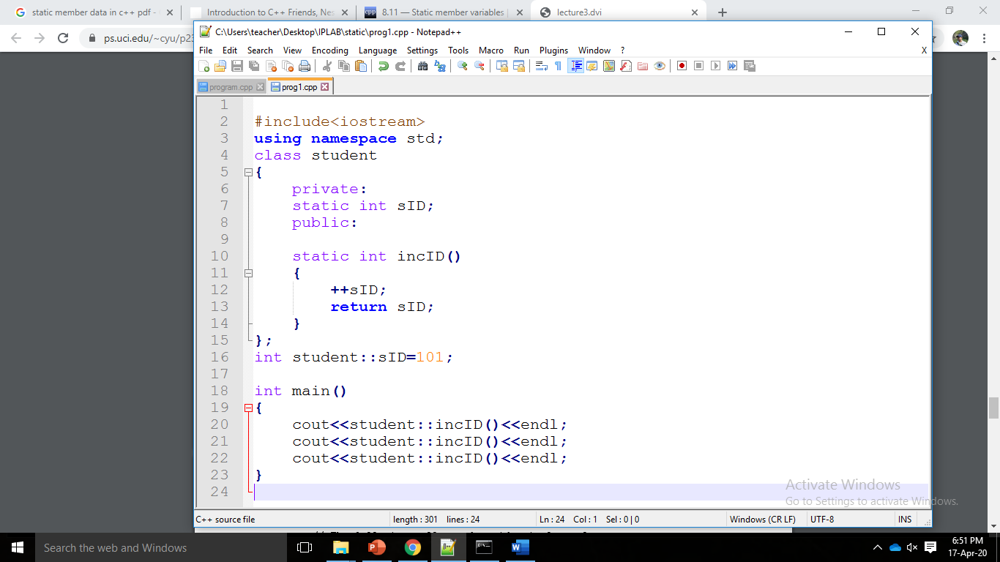 static member data in c++ pdf -
Introduction to C++ Friends, Nes
8.11 — Static member variables
lecture3.dvi
ps.uci.edu/~cyu/p23
C:\Users\teacher\Desktop\IPLAB\static\prog1.cpp - Notepad++
File Edit Search View Encoding Language Settings Tools Macro Run Plugins Window ? X
program.cpp prog1.cpp
1
2 #include<iostream>
3 using namespace std;
4 class student
5 {
6 private:
7 static int sID;
8 public:
9
10 static int incID()
11 {
12 ++sID;
13 return sID;
14 }
15 };
16 int student::sID=101;
17
18 int main()
19 {
20 cout<<student::incID()<<endl;
21 cout<<student::incID()<<endl;
22 cout<<student::incID()<<endl;
23 }
24
Activate Windows
Go to Settings to activate Windows.
C++ source file length : 301 lines : 24 Ln : 24 Col : 1 Sel : 0 | 0 Windows (CR LF) UTF-8 INS
Search the web and Windows
6:51 PM
17-Apr-20